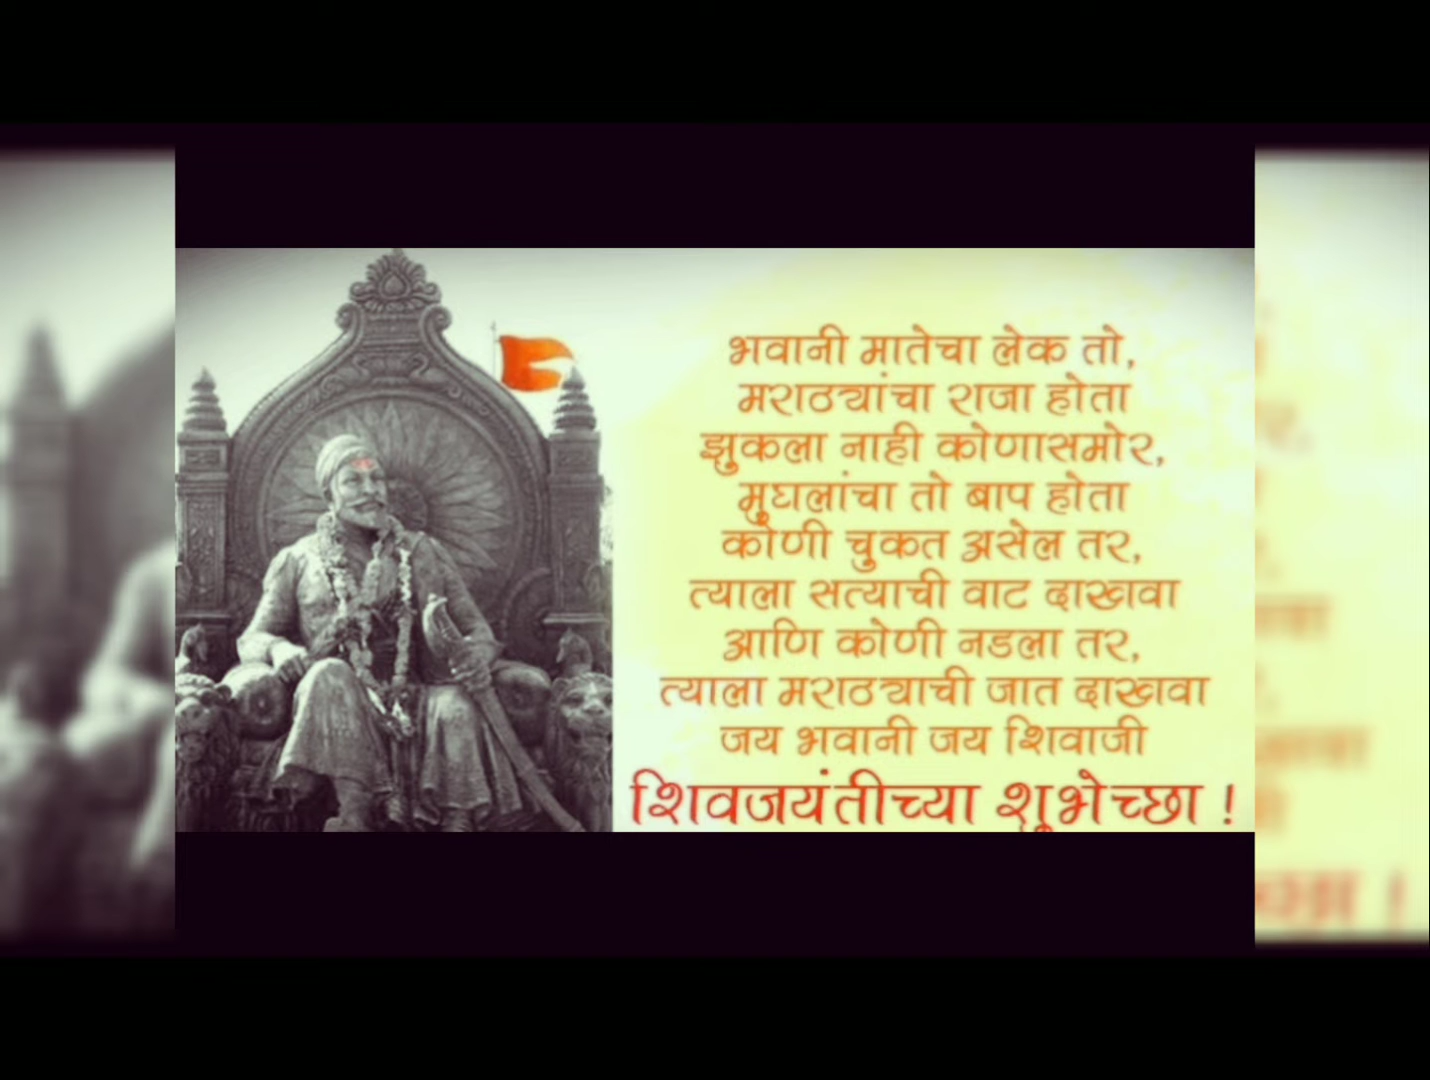 भवानी मातेचा लेक तो,
मराठ्यांचा राजा होता
झुकला नाही कोणासमोर,
मुघलांचा तो बाप होता
कोणी चुकत असेल तर,
त्याला सत्याची वाट दाखवा
आणि कोणी नडला तर,
त्याला मराठ्याची जात दाखवा
जय भवानी जय शिवाजी
शिवजयंतीच्या शुभेच्छा !